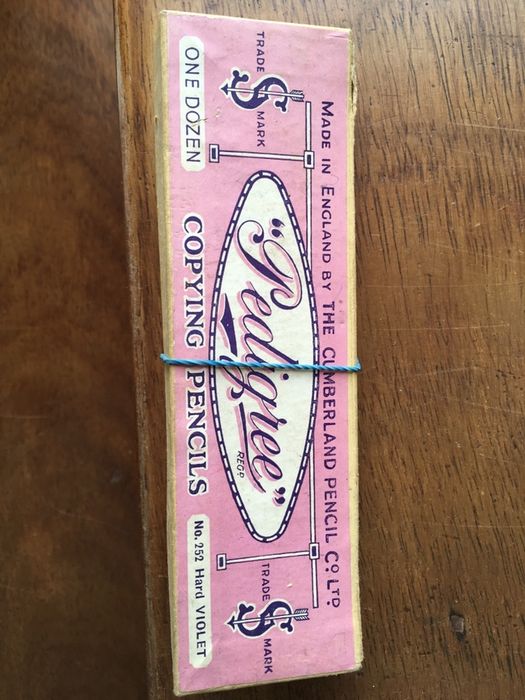 MADE IN ENGLAND BY THE CUMBERLAND PENCIL CO. LTD.
TRADE
S
MARK
"Pedigree"
REGD
TRADE
S
MARK
ONE DOZEN
COPYING PENCILS
No. 252 Hard VIOLET